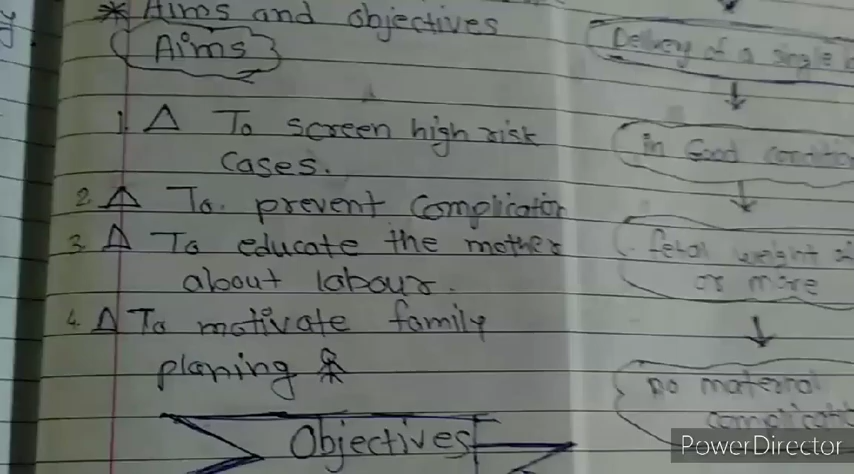 * Aims and objectives
Aims
1. Δ To screen high risk
cases.
2. Δ To prevent complication
3. Δ To educate the mother
about labour.
4. Δ To motivate family
planing
Objectives
Delivery of a single
in Good condition
fetal weight
or more
no maternal
complicati
PowerDirector